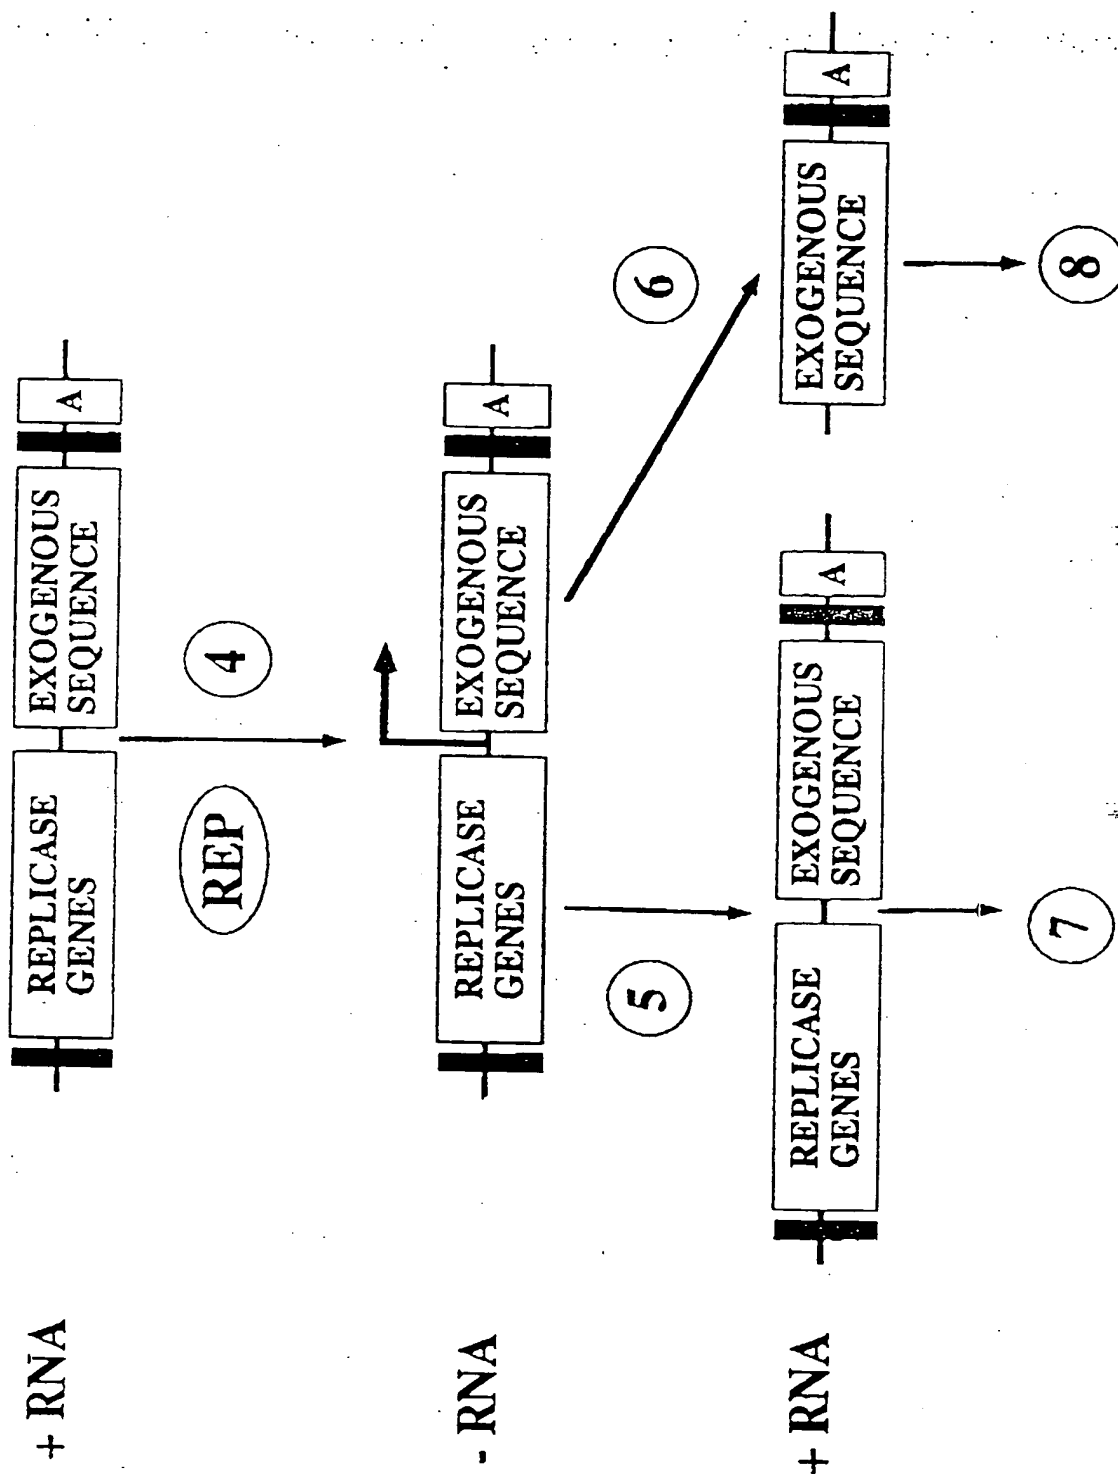 + RNA
REPLICASE
GENES
EXOGENOUS
SEQUENCE
A
REP
4
- RNA
REPLICASE
GENES
EXOGENOUS
SEQUENCE
A
5
6
+ RNA
REPLICASE
GENES
EXOGENOUS
SEQUENCE
A
EXOGENOUS
SEQUENCE
A
7
8